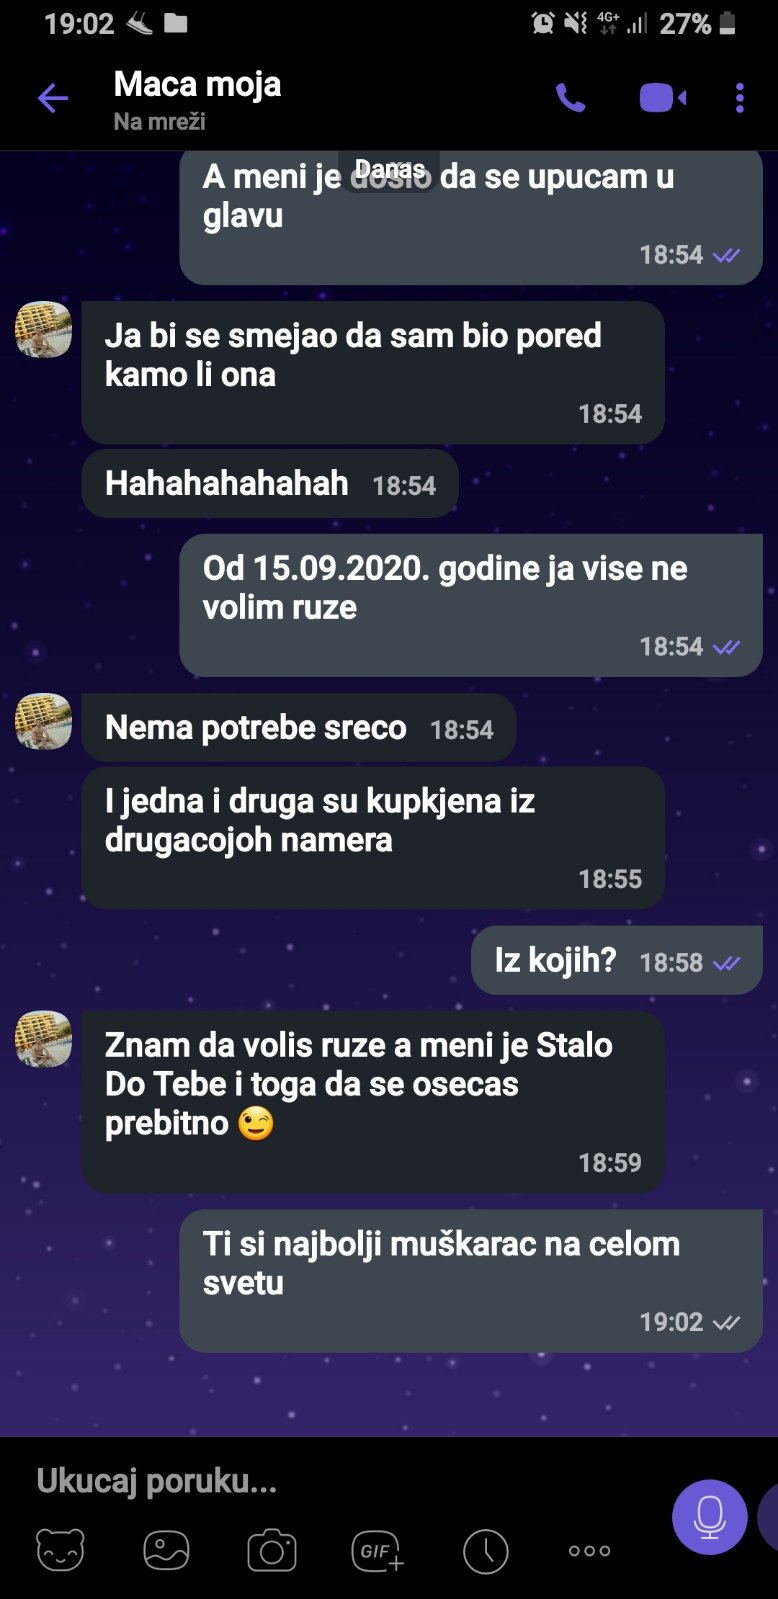 19:02
4G+
27%
Maca moja
Na mreži
Danas
A meni je došlo da se upucam u
glavu
18:54
Ja bi se smejao da sam bio pored
kamo li ona
18:54
Hahahahahahah 18:54
Od 15.09.2020. godine ja vise ne
volim ruze
18:54
Nema potrebe sreco 18:54
I jedna i druga su kupkjena iz
drugacojoh namera
18:55
Iz kojih? 18:58
Znam da volis ruze a meni je Stalo
Do Tebe i toga da se osecas
prebitno 😉
18:59
Ti si najbolji muškarac na celom
svetu
19:02
Ukucaj poruku...
GIF